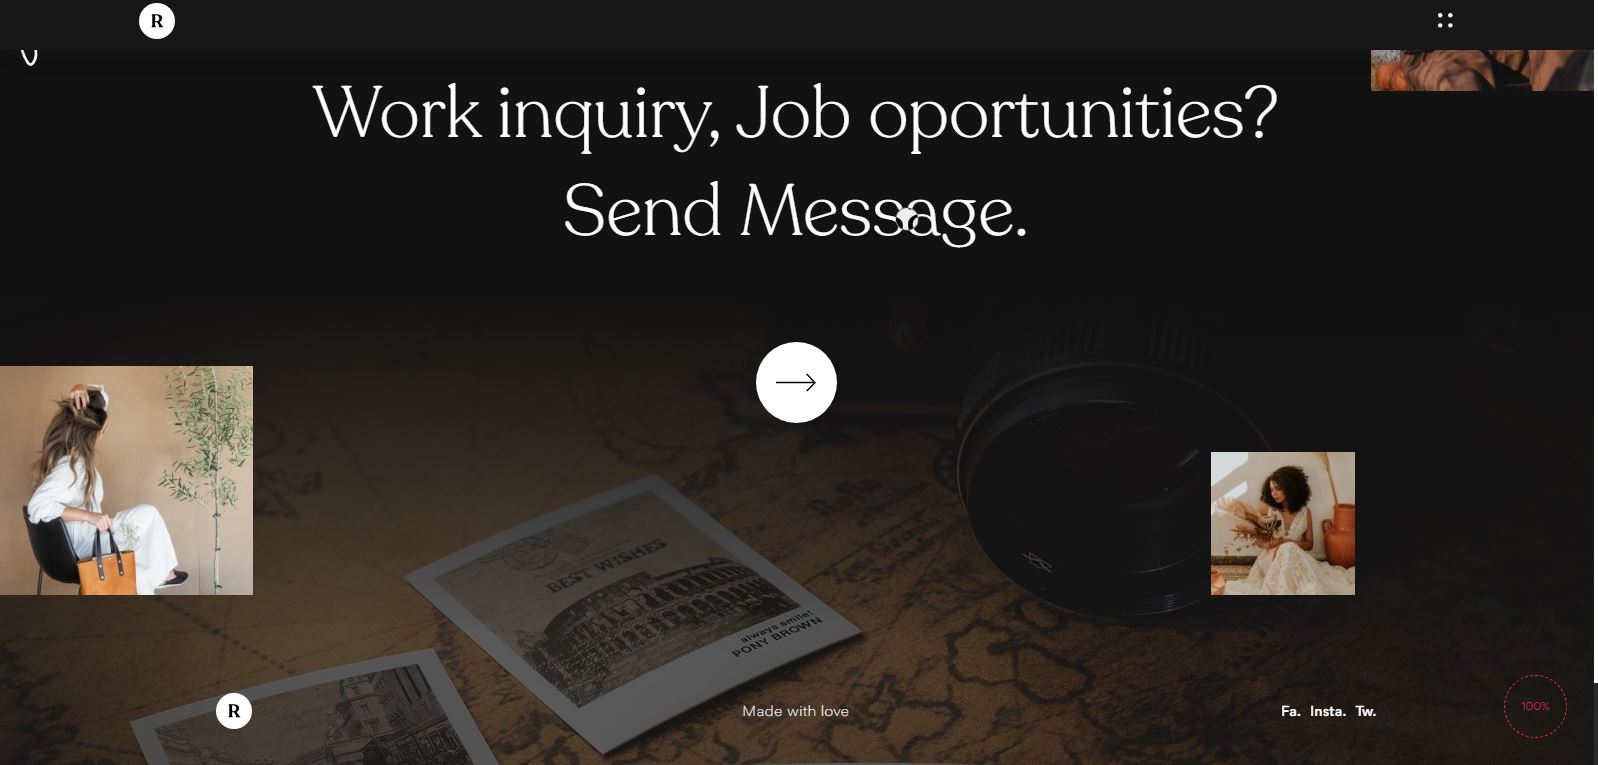 R
Work inquiry, Job oportunities?
Send Message.
BEST WISHES
always smile!
PONY BROWN
R
Made with love
Fa. Insta. Tw.
100%